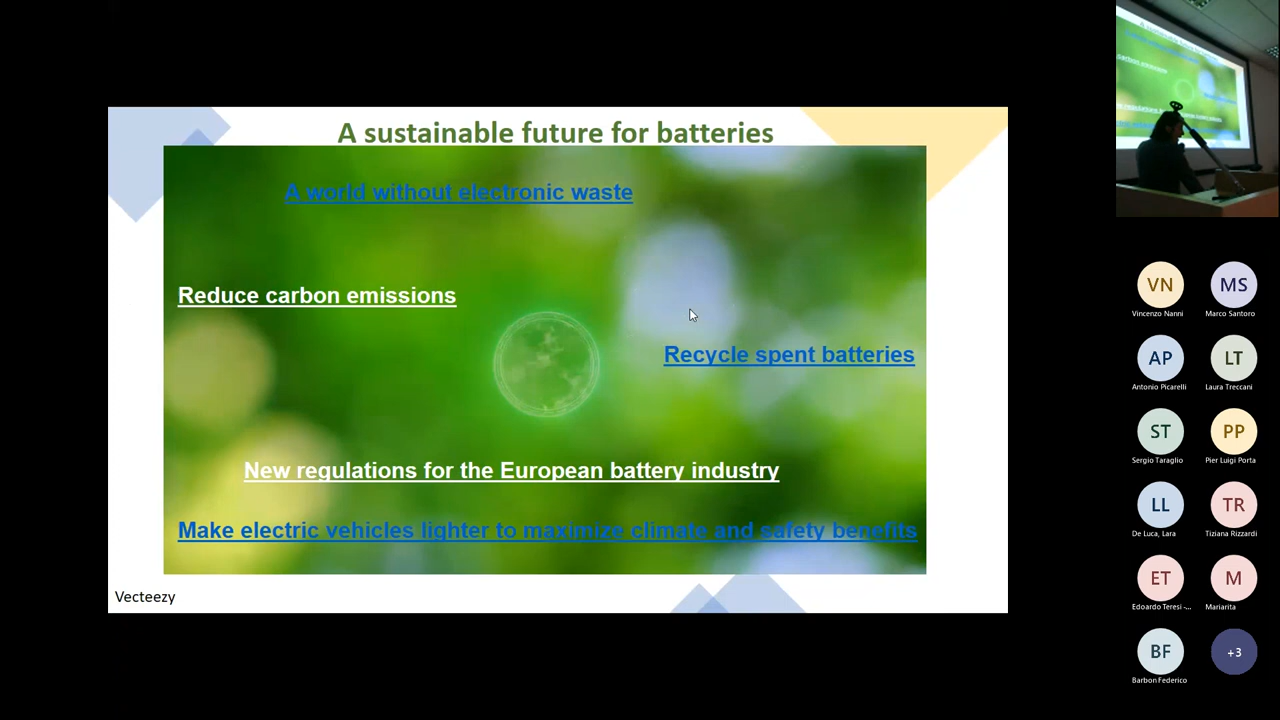 A sustainable future for batteries
A world without electronic waste
Reduce carbon emissions
Recycle spent batteries
New regulations for the European battery industry
Make electric vehicles lighter to maximize climate and safety benefits
Vecteezy
VN
MS
Vincenzo Nanni
Marco Santoro
AP
LT
Antonio Picarelli
Laura Treccani
ST
PP
Sergio Taraglio
Pier Luigi Porta
LL
TR
De Luca, Lara
Tiziana Rizzardi
ET
M
Edoardo Teresi -...
Mariarita
BF
+3
Barbon Federico